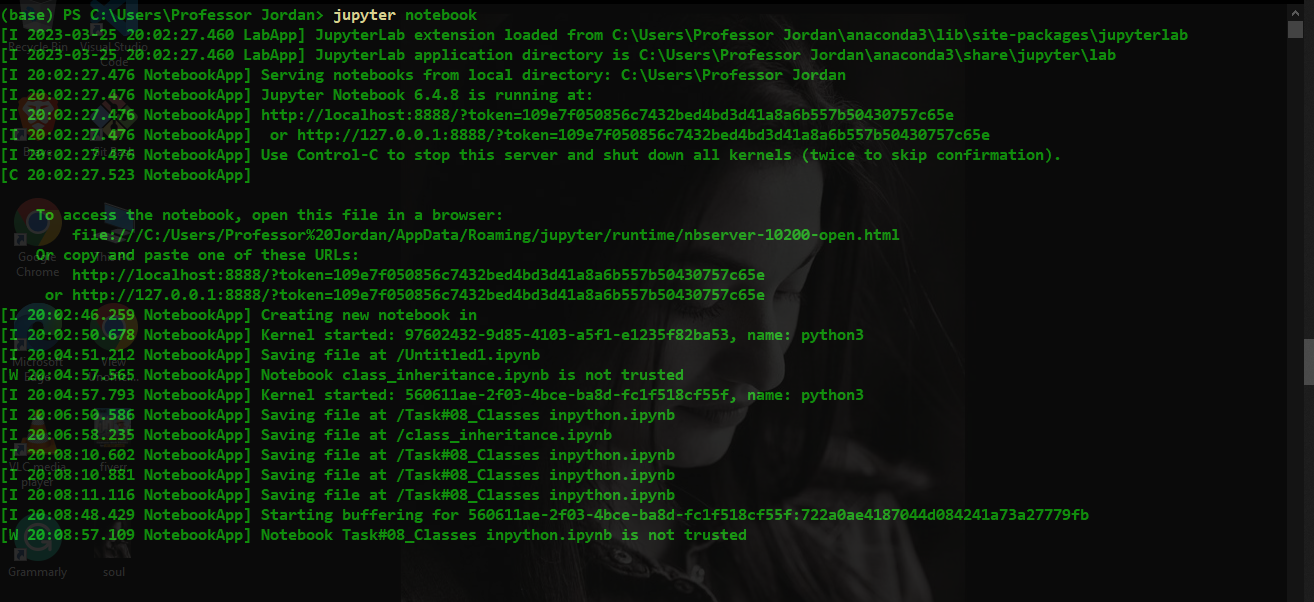 (base) PS C:\Users\Professor Jordan> jupyter notebook
[I 2023-03-25 20:02:27.460 LabApp] JupyterLab extension loaded from C:\Users\Professor Jordan\anaconda3\lib\site-packages\jupyterlab
[I 2023-03-25 20:02:27.460 LabApp] JupyterLab application directory is C:\Users\Professor Jordan\anaconda3\share\jupyter\lab
[I 20:02:27.476 NotebookApp] Serving notebooks from local directory: C:\Users\Professor Jordan
[I 20:02:27.476 NotebookApp] Jupyter Notebook 6.4.8 is running at:
[I 20:02:27.476 NotebookApp] http://localhost:8888/?token=109e7f050856c7432bed4bd3d41a8a6b557b50430757c65e
[I 20:02:27.476 NotebookApp]  or http://127.0.0.1:8888/?token=109e7f050856c7432bed4bd3d41a8a6b557b50430757c65e
[I 20:02:27.476 NotebookApp] Use Control-C to stop this server and shut down all kernels (twice to skip confirmation).
[C 20:02:27.523 NotebookApp]
To access the notebook, open this file in a browser:
file:///C:/Users/Professor%20Jordan/AppData/Roaming/jupyter/runtime/nbserver-10200-open.html
Or copy and paste one of these URLs:
http://localhost:8888/?token=109e7f050856c7432bed4bd3d41a8a6b557b50430757c65e
or http://127.0.0.1:8888/?token=109e7f050856c7432bed4bd3d41a8a6b557b50430757c65e
[I 20:02:46.259 NotebookApp] Creating new notebook in
[I 20:02:50.678 NotebookApp] Kernel started: 97602432-9d85-4103-a5f1-e1235f82ba53, name: python3
[I 20:04:51.212 NotebookApp] Saving file at /Untitled1.ipynb
[W 20:04:57.565 NotebookApp] Notebook class_inheritance.ipynb is not trusted
[I 20:04:57.793 NotebookApp] Kernel started: 560611ae-2f03-4bce-ba8d-fc1f518cf55f, name: python3
[I 20:06:50.586 NotebookApp] Saving file at /Task#08_Classes inpython.ipynb
[I 20:06:58.235 NotebookApp] Saving file at /class_inheritance.ipynb
[I 20:08:10.602 NotebookApp] Saving file at /Task#08_Classes inpython.ipynb
[I 20:08:10.881 NotebookApp] Saving file at /Task#08_Classes inpython.ipynb
[I 20:08:11.116 NotebookApp] Saving file at /Task#08_Classes inpython.ipynb
[I 20:08:48.429 NotebookApp] Starting buffering for 560611ae-2f03-4bce-ba8d-fc1f518cf55f:722a0ae4187044d084241a73a27779fb
[W 20:08:57.109 NotebookApp] Notebook Task#08_Classes inpython.ipynb is not trusted
Recycle Bin
Visual Studio
Code
Google
Chrome
Microsoft
View
VLC media
player
fiverr
Grammarly
soul